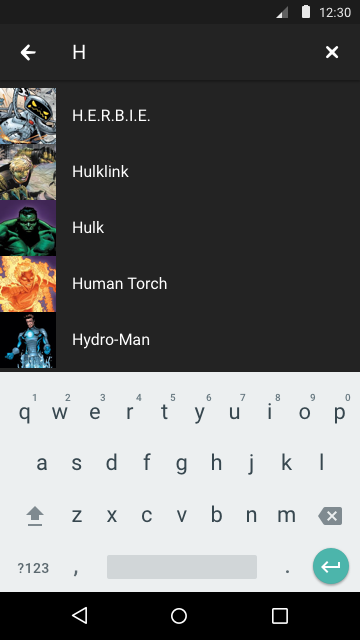 12:30
H
H.E.R.B.I.E.
Hulklink
Hulk
Human Torch
Hydro-Man
1 2 3 4 5 6 7 8 9 0
q w e r t y u i o p
a s d f g h j k l
z x c v b n m
?123 , .